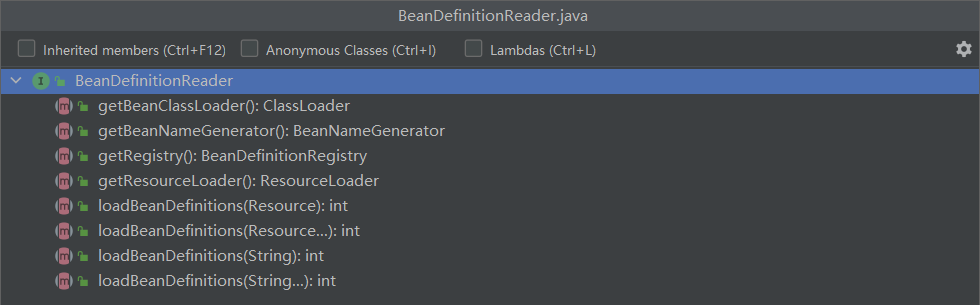 BeanDefinitionReader.java
Inherited members (Ctrl+F12) Anonymous Classes (Ctrl+I) Lambdas (Ctrl+L)
I BeanDefinitionReader
m getBeanClassLoader(): ClassLoader
m getBeanNameGenerator(): BeanNameGenerator
m getRegistry(): BeanDefinitionRegistry
m getResourceLoader(): ResourceLoader
m loadBeanDefinitions(Resource): int
m loadBeanDefinitions(Resource...): int
m loadBeanDefinitions(String): int
m loadBeanDefinitions(String...): int